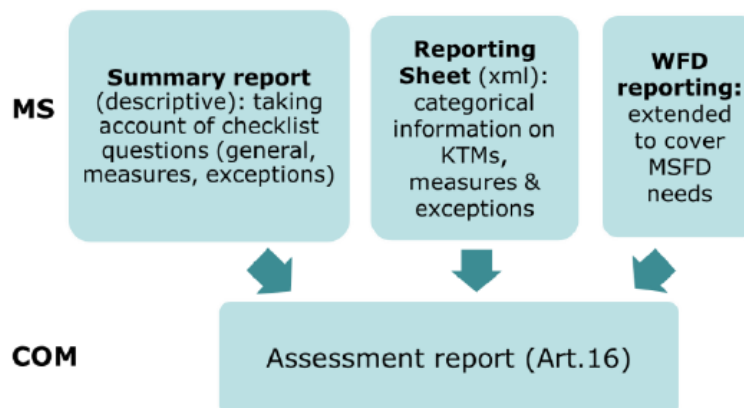 MS
Summary report
(descriptive): taking
account of checklist
questions (general,
measures, exceptions)
Reporting
Sheet (xml):
categorical
information on
KTMs,
measures &
exceptions
WFD
reporting:
extended
to cover
MSFD
needs
COM
Assessment report (Art.16)